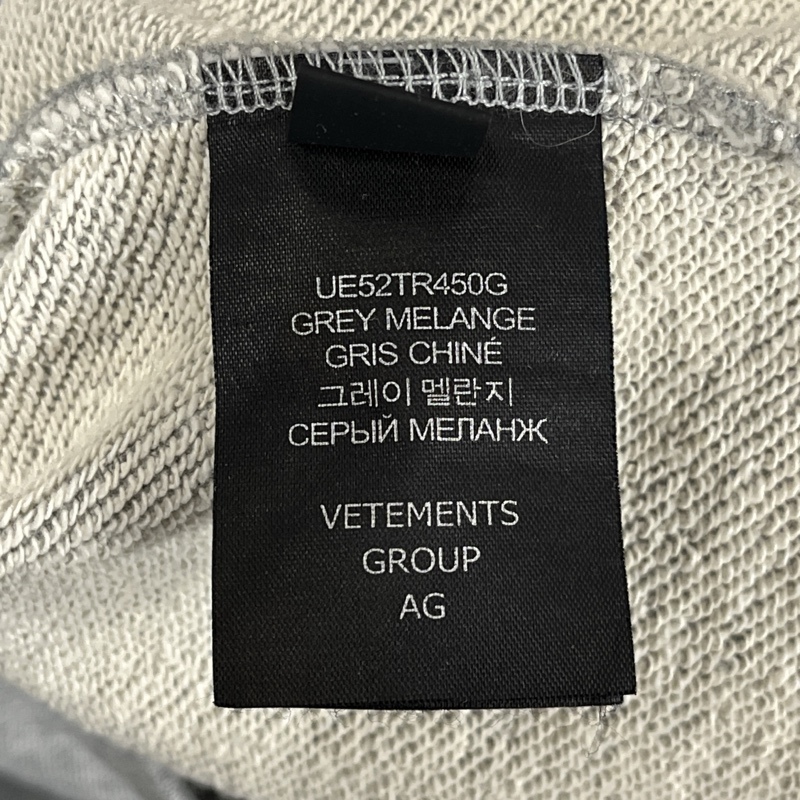 UE52TR450G
GREY MELANGE
GRIS CHINÉ
그레이 멜란지
СЕРЫЙ МЕЛАНЖ
VETEMENTS
GROUP
AG